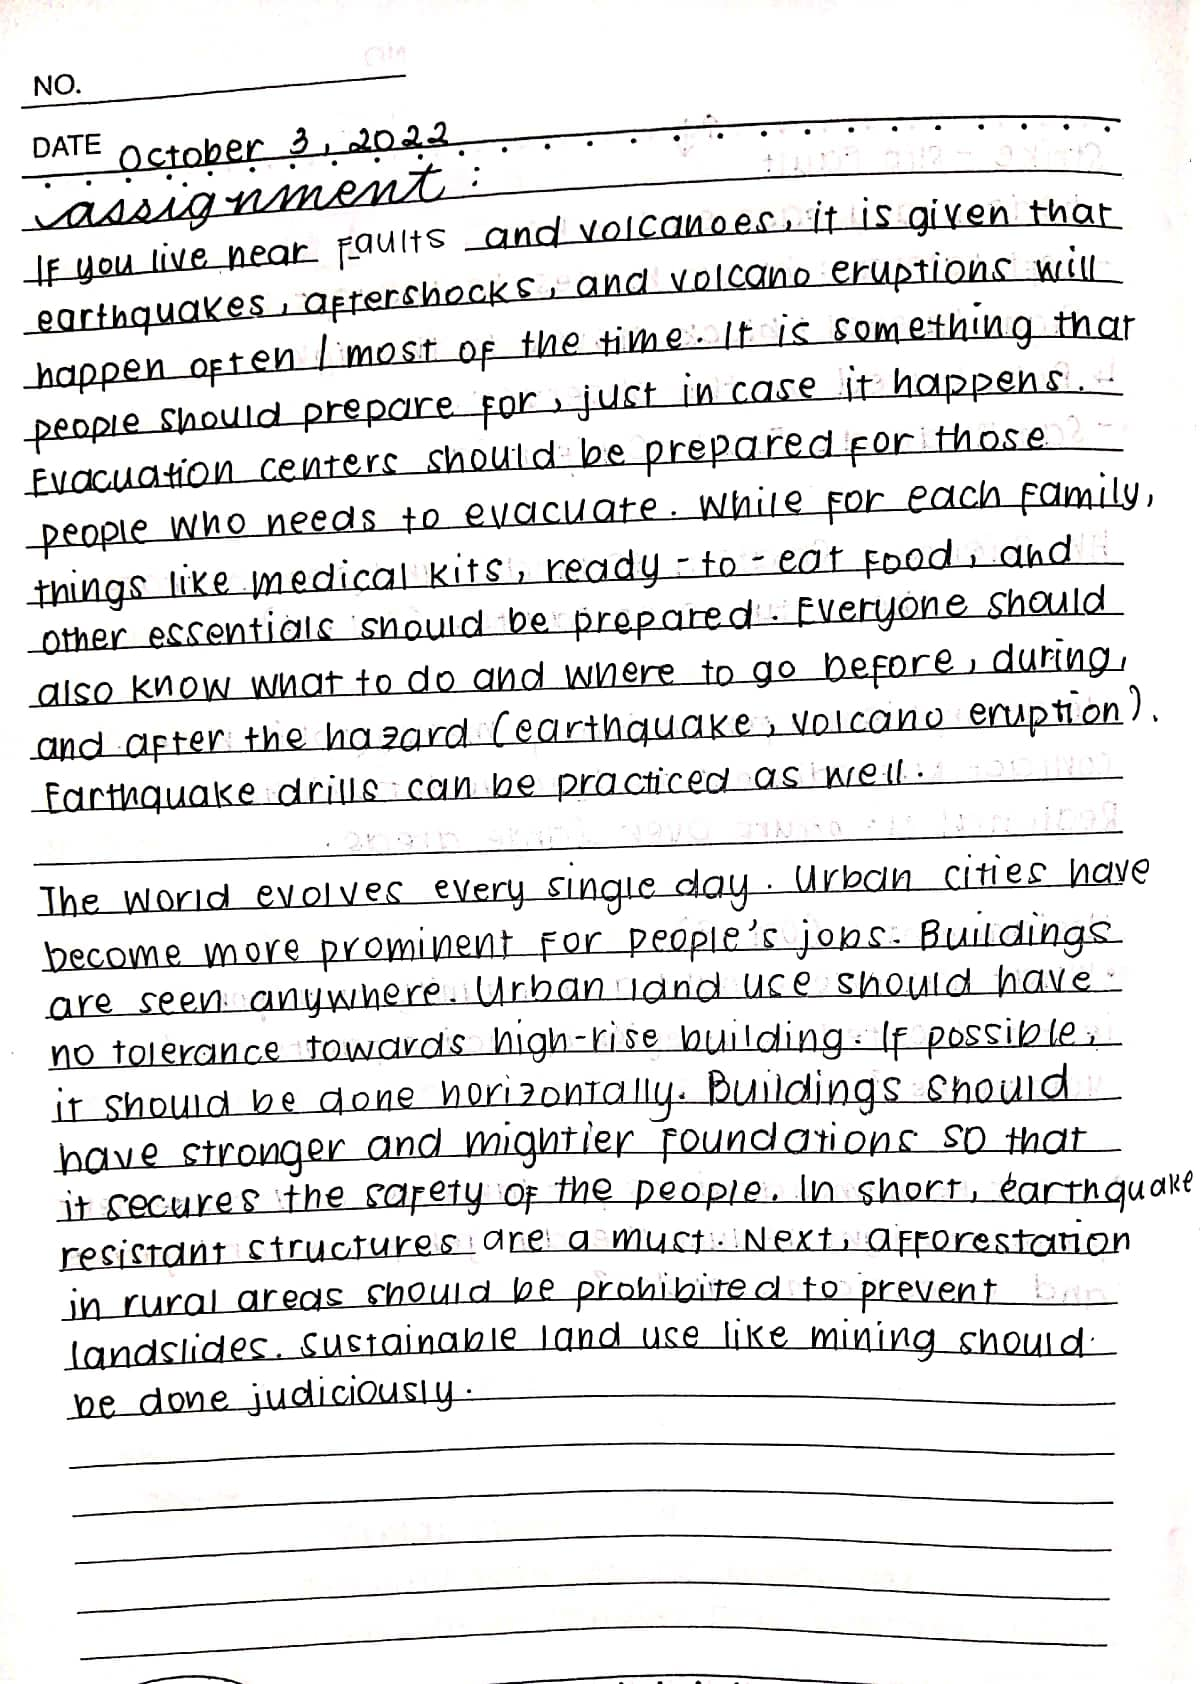 NO.
DATE October 3, 2022
assignment:
If you live near faults and volcanoes, it is given that
earthquakes, aftershocks, and volcano eruptions will
happen often / most of the time. It is something that
people should prepare for, just in case it happens.
Evacuation centers should be prepared for those
people who needs to evacuate. While for each family,
things like medical kits, ready-to-eat food, and
other essentials should be prepared. Everyone should
also know what to do and where to go before, during,
and after the hazard (earthquake, volcano eruption).
Earthquake drills can be practiced as well.
The world evolves every single day. Urban cities have
become more prominent for people's jobs. Buildings
are seen anywhere. Urban land use should have
no tolerance towards high-rise building. If possible,
it should be done horizontally. Buildings should
have stronger and mightier foundations so that
it secures the safety of the people. In short, earthquake
resistant structures are a must. Next, afforestation
in rural areas should be prohibited to prevent
landslides. Sustainable land use like mining should
be done judiciously.